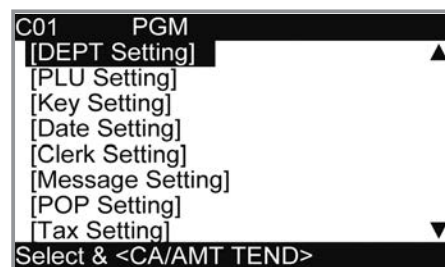 C01 PGM
[DEPT Setting]
[PLU Setting]
[Key Setting]
[Date Setting]
[Clerk Setting]
[Message Setting]
[POP Setting]
[Tax Setting]
Select & <CA/AMT TEND>